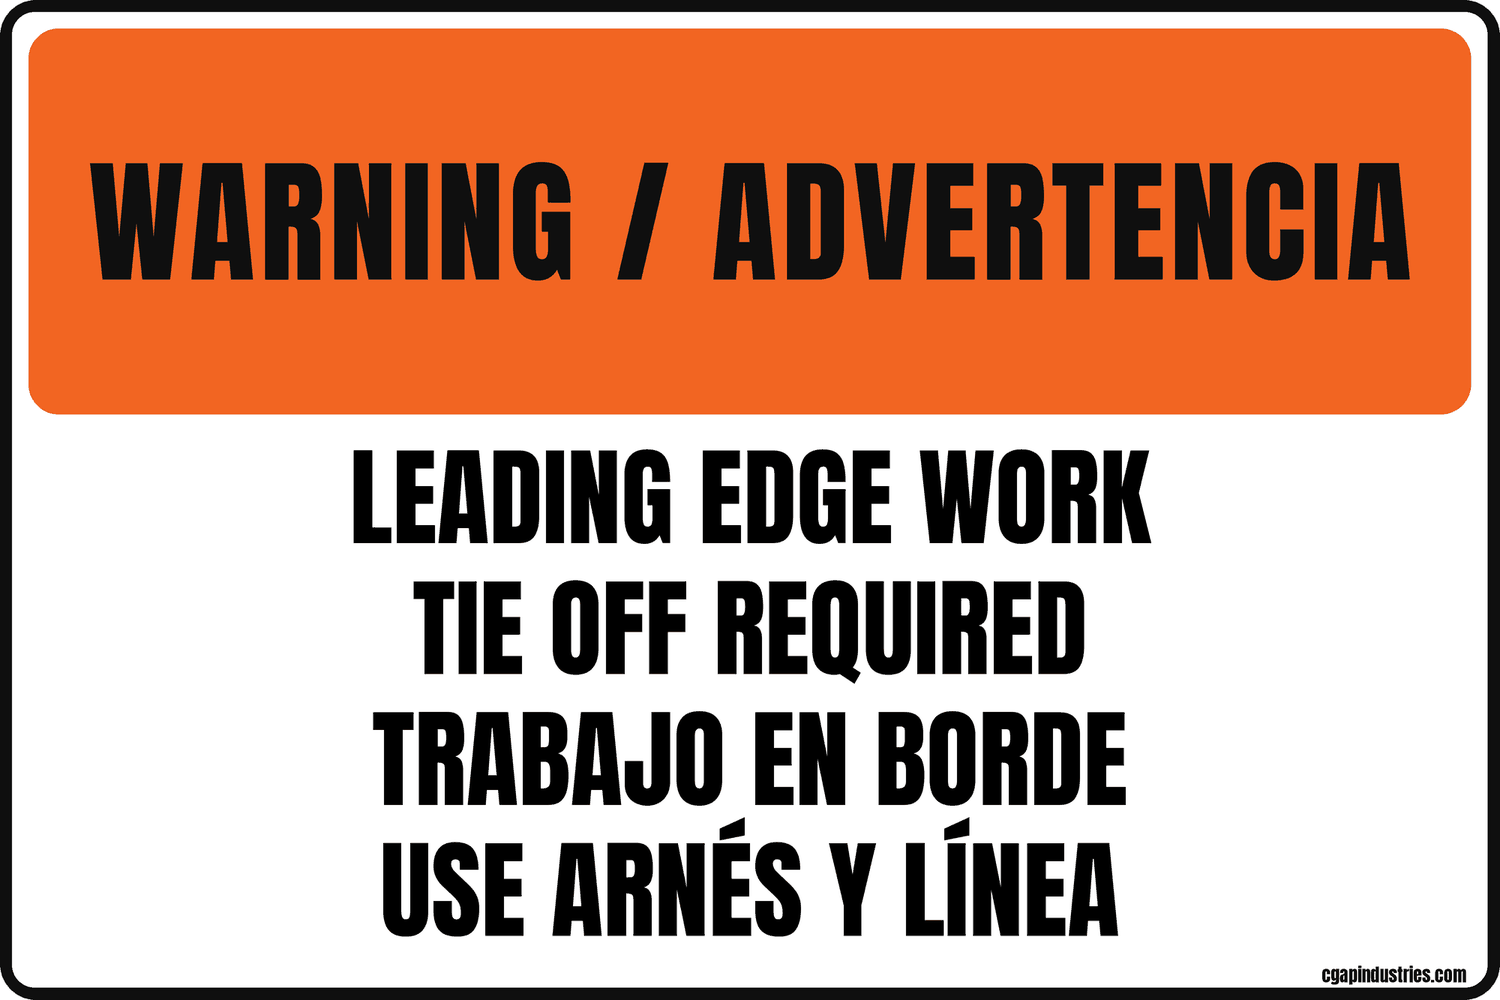 WARNING / ADVERTENCIA
LEADING EDGE WORK
TIE OFF REQUIRED
TRABAJO EN BORDE
USE ARNÉS Y LÍNEA
cgapindustries.com